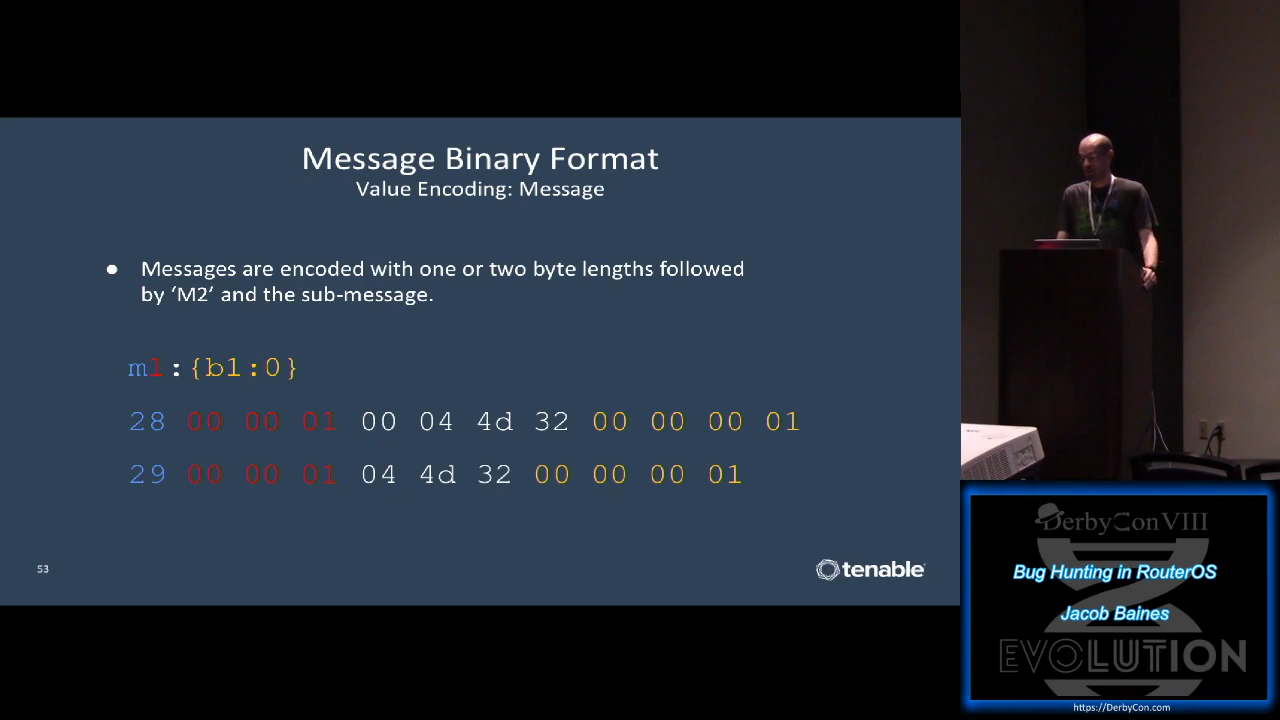 Message Binary Format
Value Encoding: Message
● Messages are encoded with one or two byte lengths followed
by ‘M2’ and the sub-message.
m1:{b1:0}
28 00 00 01 00 04 4d 32 00 00 00 01
29 00 00 01 04 4d 32 00 00 00 01
53
tenable
DerbyCon VIII
Bug Hunting in RouterOS
Jacob Baines
EVOLUTION
https://DerbyCon.com